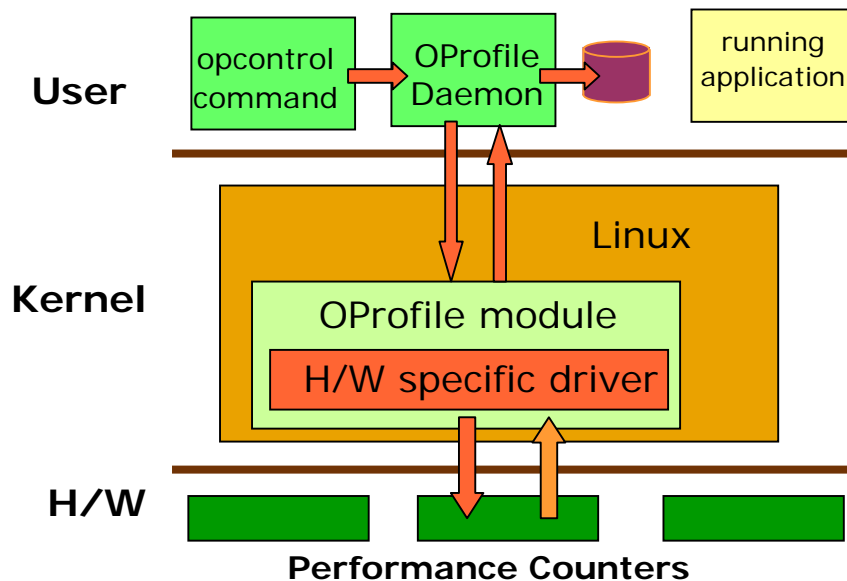 User
opcontrol
command
OProfile
Daemon
running
application
Kernel
Linux
OProfile module
H/W specific driver
H/W
Performance Counters